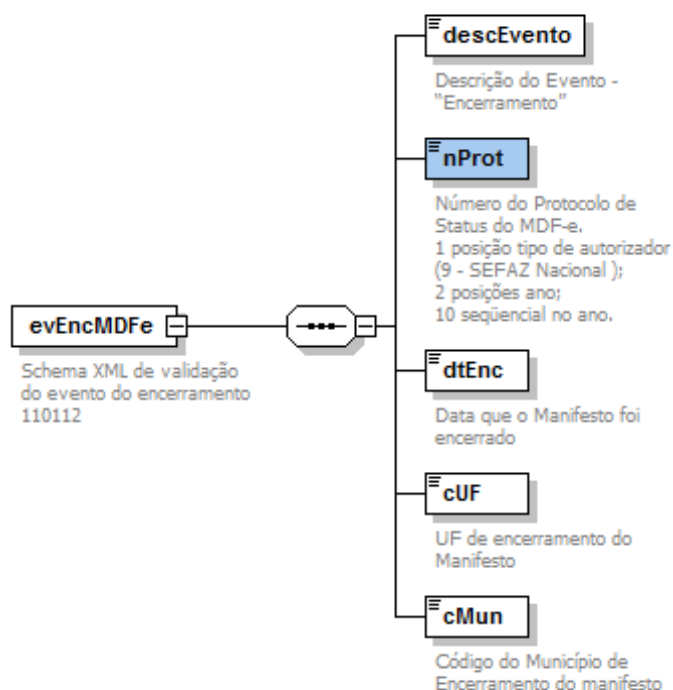 descEvento
Descrição do Evento -
"Encerramento"
nProt
Número do Protocolo de
Status do MDF-e.
1 posição tipo de autorizador
(9 - SEFAZ Nacional );
2 posições ano;
10 seqüencial no ano.
evEncMDFe
Schema XML de validação
do evento do encerramento
110112
dtEnc
Data que o Manifesto foi
encerrado
cUF
UF de encerramento do
Manifesto
cMun
Código do Município de
Encerramento do manifesto